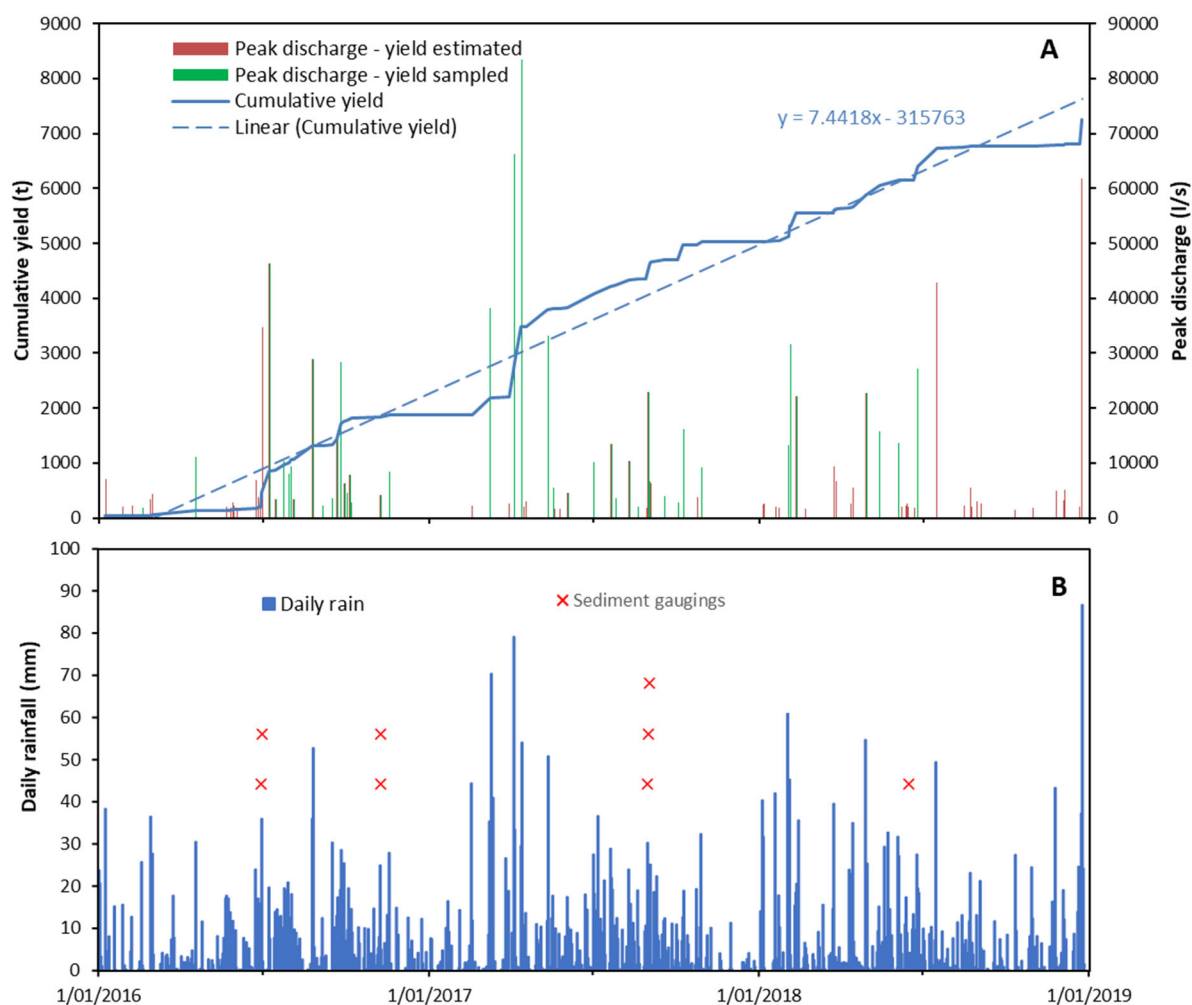 9000
8000
7000
6000
5000
4000
3000
2000
1000
0
Cumulative yield (t)
Peak discharge - yield estimated
Peak discharge - yield sampled
Cumulative yield
Linear (Cumulative yield)
A
y = 7.4418x - 315763
90000
80000
70000
60000
50000
40000
30000
20000
10000
0
Peak discharge (l/s)
100
90
80
70
60
50
40
30
20
10
0
Daily rainfall (mm)
Daily rain
Sediment gaugings
B
1/01/2016
1/01/2017
1/01/2018
1/01/2019